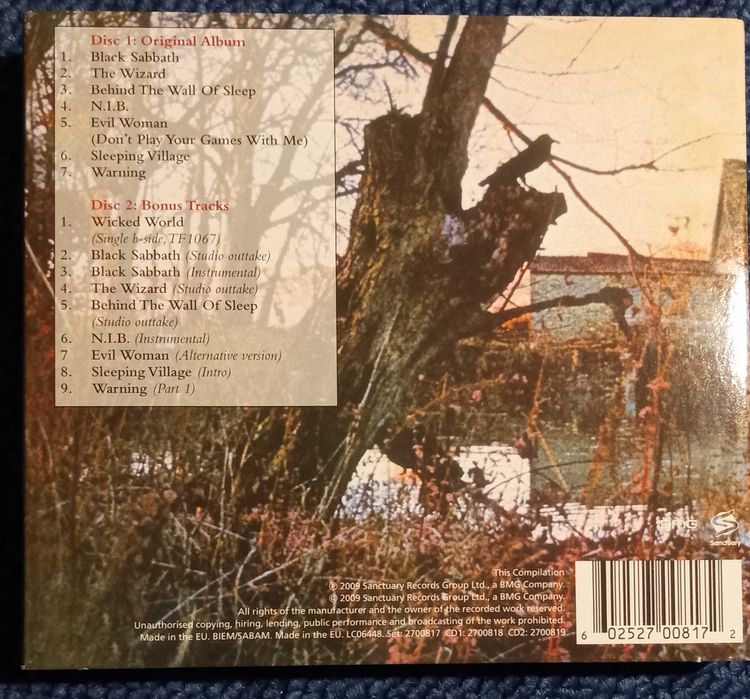 Disc 1: Original Album
1. Black Sabbath
2. The Wizard
3. Behind The Wall Of Sleep
4. N.I.B.
5. Evil Woman
(Don't Play Your Games With Me)
6. Sleeping Village
7. Warning
Disc 2: Bonus Tracks
1. Wicked World
(Single b-side, TF1067)
2. Black Sabbath (Studio outtake)
3. Black Sabbath (Instrumental)
4. The Wizard (Studio outtake)
5. Behind The Wall Of Sleep
(Studio outtake)
6. N.I.B. (Instrumental)
7 Evil Woman (Alternative version)
8. Sleeping Village (Intro)
9. Warning (Part 1)
BMG
Sanctuary
This Compilation
℗ 2009 Sanctuary Records Group Ltd., a BMG Company.
© 2009 Sanctuary Records Group Ltd., a BMG Company.
All rights of the manufacturer and the owner of the recorded work reserved.
Unauthorised copying, hiring, lending, public performance and broadcasting of the work prohibited.
Made in the EU. BIEM/SABAM. Made in the EU. LC06448. Set: 2700817 CD1: 2700818 CD2: 2700819
6 02527 00817 2